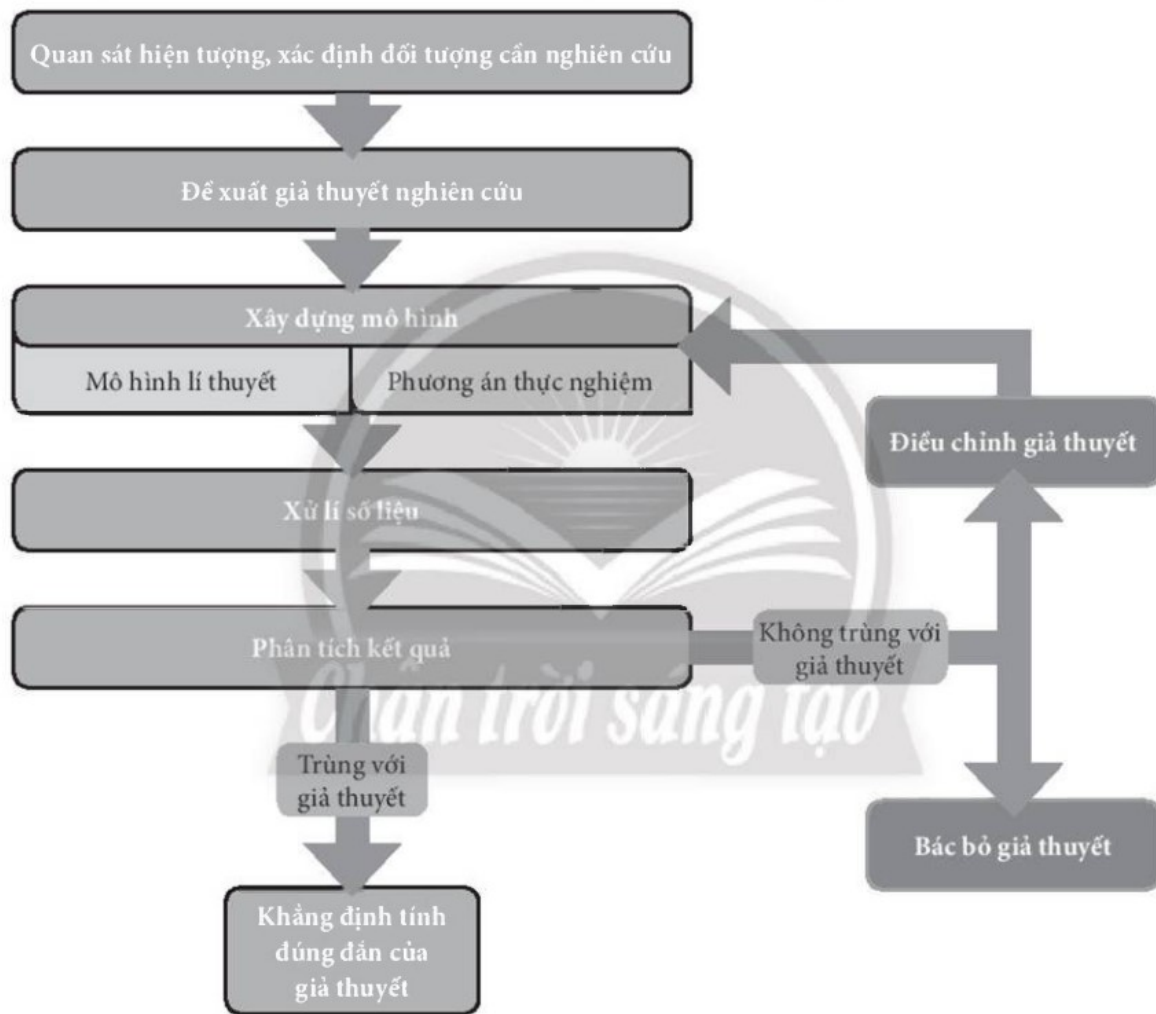 Quan sát hiện tượng, xác định đối tượng cần nghiên cứu
Đề xuất giả thuyết nghiên cứu
Xây dựng mô hình
Mô hình lí thuyết
Phương án thực nghiệm
Điều chỉnh giả thuyết
Xử lí số liệu
Phân tích kết quả
Không trùng với
giả thuyết
Chân trời sáng tạo
Trùng với
giả thuyết
Bác bỏ giả thuyết
Khẳng định tính
đúng đắn của
giả thuyết